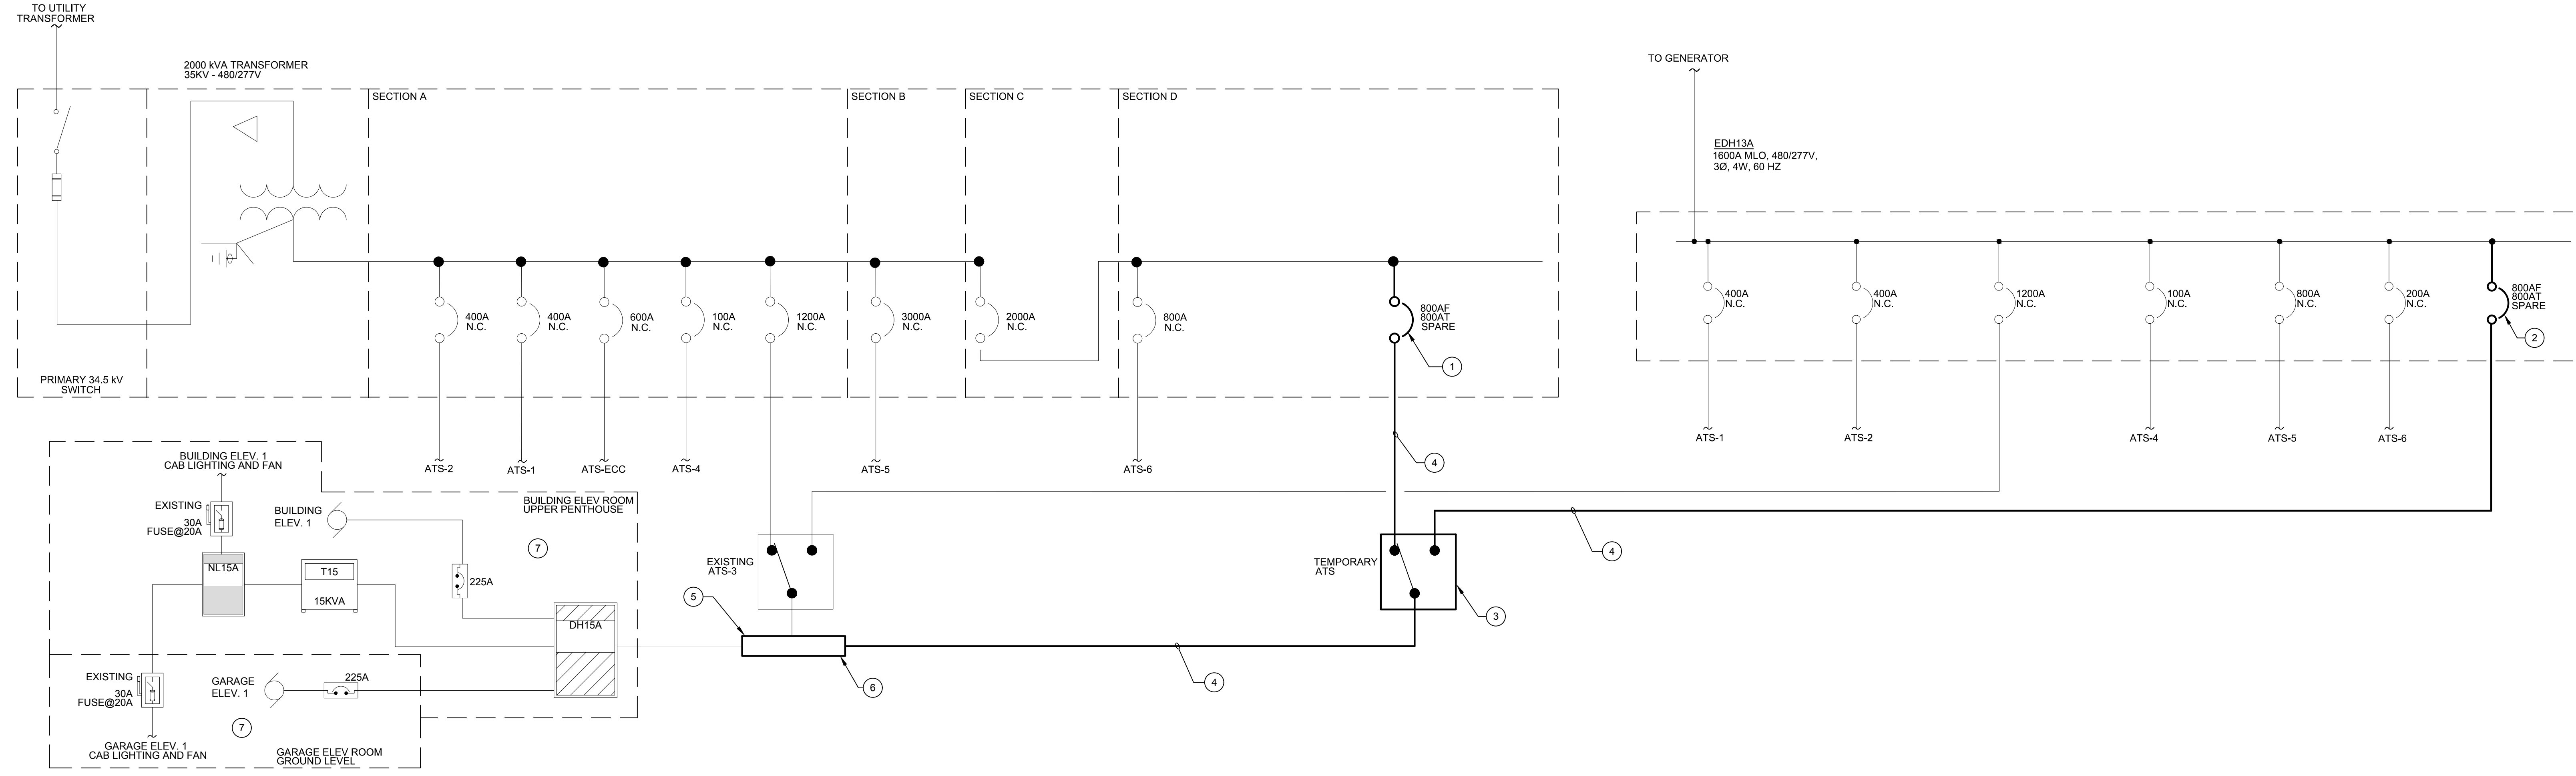 TO UTILITY
TRANSFORMER
2000 kVA TRANSFORMER
35KV - 480/277V
SECTION A
SECTION B
SECTION C
SECTION D
PRIMARY 34.5 kV
SWITCH
400A
N.C.
400A
N.C.
600A
N.C.
100A
N.C.
1200A
N.C.
3000A
N.C.
2000A
N.C.
800A
N.C.
800AF
800AT
SPARE
1
ATS-2
ATS-1
ATS-ECC
ATS-4
ATS-5
ATS-6
4
TO GENERATOR
EDH13A
1600A MLO, 480/277V,
3Ø, 4W, 60 HZ
400A
N.C.
400A
N.C.
1200A
N.C.
100A
N.C.
800A
N.C.
200A
N.C.
800AF
800AT
SPARE
2
ATS-1
ATS-2
ATS-4
ATS-5
ATS-6
BUILDING ELEV. 1
CAB LIGHTING AND FAN
EXISTING
30A
FUSE@20A
BUILDING
ELEV. 1
BUILDING ELEV ROOM
UPPER PENTHOUSE
7
NL15A
T15
15KVA
225A
DH15A
EXISTING
30A
FUSE@20A
GARAGE
ELEV. 1
225A
7
GARAGE ELEV. 1
CAB LIGHTING AND FAN
GARAGE ELEV ROOM
GROUND LEVEL
EXISTING
ATS-3
5
6
TEMPORARY
ATS
3
4
4